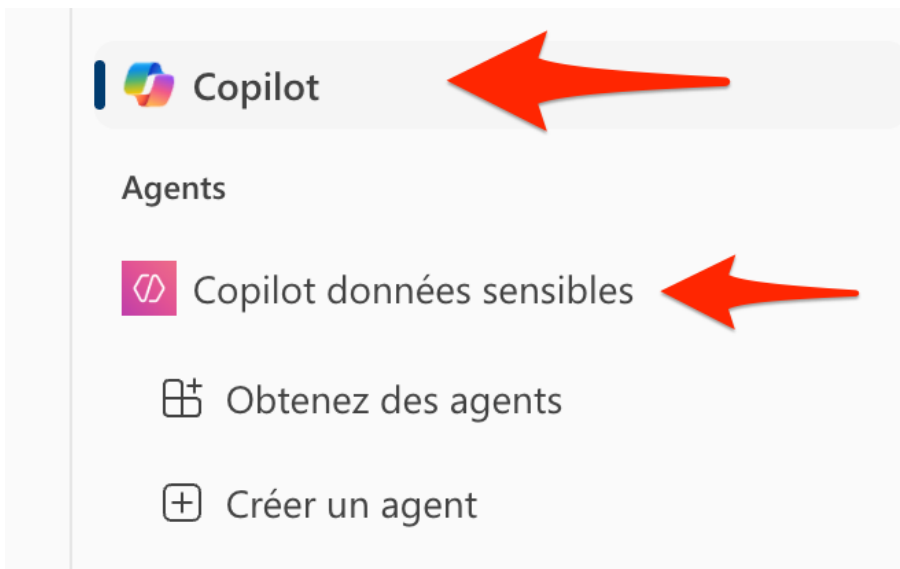 Copilot
Agents
Copilot données sensibles
Obtenez des agents
Créer un agent